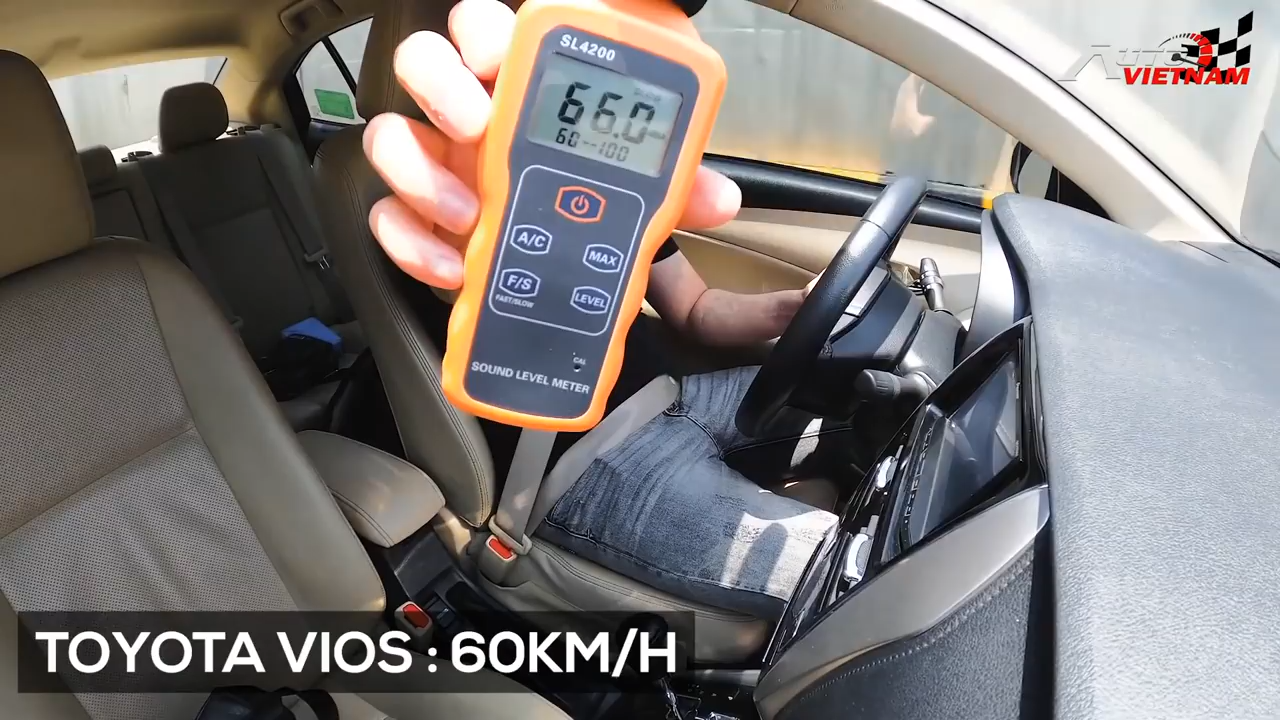 SL4200
66.0
60--100
A/C
MAX
F/S
FAST/SLOW
LEVEL
CAL
SOUND LEVEL METER
AUTO
VIETNAM
TOYOTA VIOS : 60KM/H